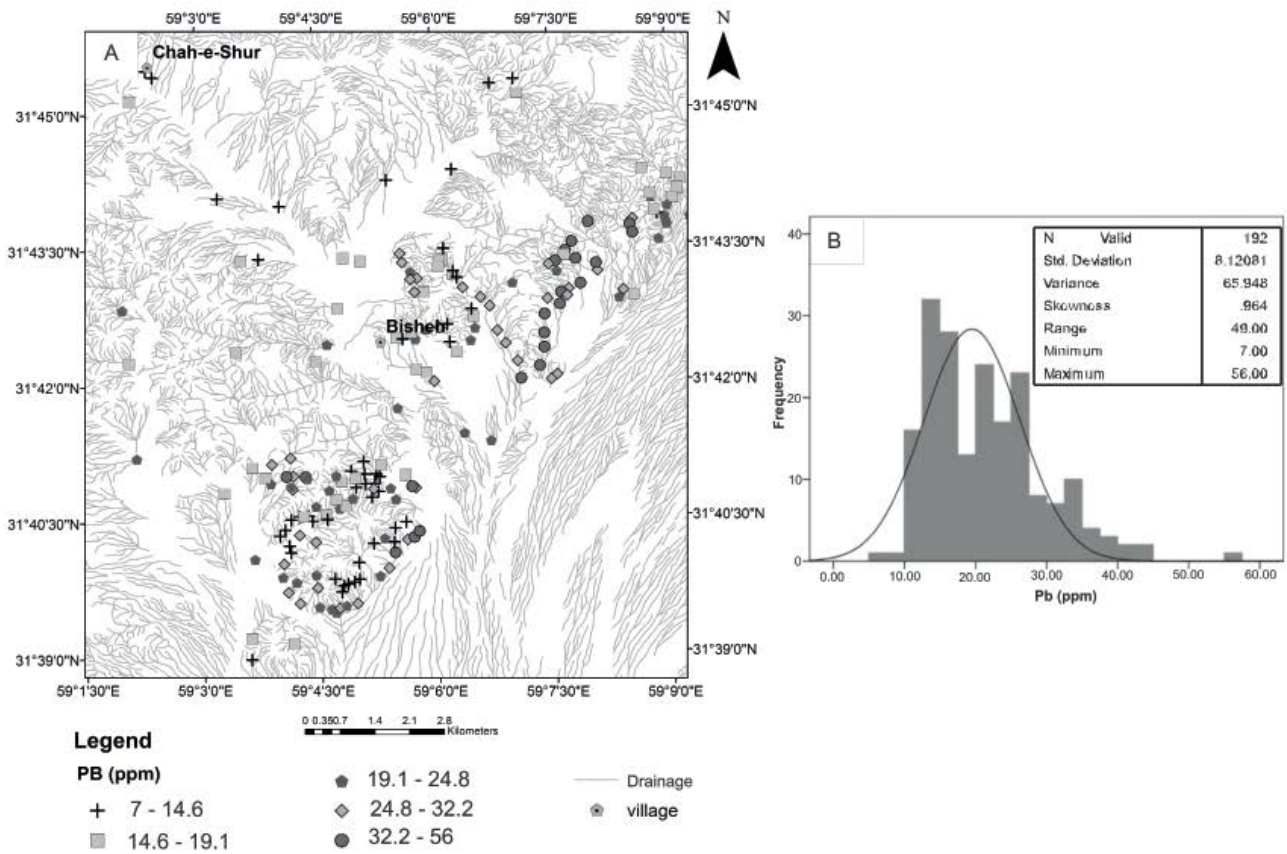 59°3'0"E 59°4'30"E 59°6'0"E 59°7'30"E 59°9'0"E
N
A
Chah-e-Shur
31°45'0"N 31°45'0"N
31°43'30"N 31°43'30"N
Bisheh
31°42'0"N 31°42'0"N
31°40'30"N 31°40'30"N
31°39'0"N 31°39'0"N
59°1'30"E 59°3'0"E 59°4'30"E 59°6'0"E 59°7'30"E 59°9'0"E
0 0.35 0.7 1.4 2.1 2.8
Kilometers
Legend
PB (ppm)
7 - 14.6
14.6 - 19.1
19.1 - 24.8
24.8 - 32.2
32.2 - 56
Drainage
village
B
N Valid 192
Std. Deviation 8.12081
Variance 65.948
Skowness .964
Range 49.00
Minimum 7.00
Maximum 56.00
Frequency
40
30
20
10
0
0.00 10.00 20.00 30.00 40.00 50.00 60.00
Pb (ppm)